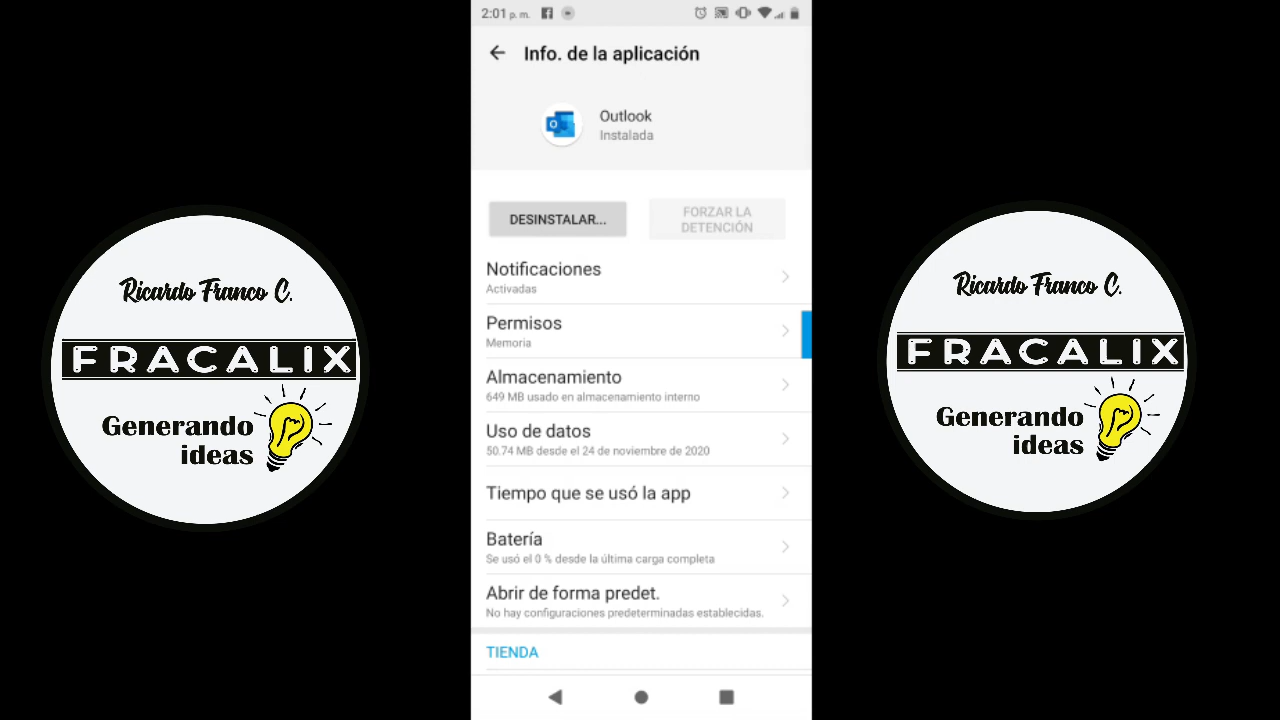 2:01 p. m.
Info. de la aplicación
Outlook
Instalada
DESINSTALAR...
FORZAR LA
DETENCIÓN
Notificaciones
Activadas
Permisos
Memoria
Almacenamiento
649 MB usado en almacenamiento interno
Uso de datos
50.74 MB desde el 24 de noviembre de 2020
Tiempo que se usó la app
Batería
Se usó el 0 % desde la última carga completa
Abrir de forma predet.
No hay configuraciones predeterminadas establecidas.
TIENDA
Ricardo Franco C.
FRACALIX
Generando
ideas
Ricardo Franco C.
FRACALIX
Generando
ideas